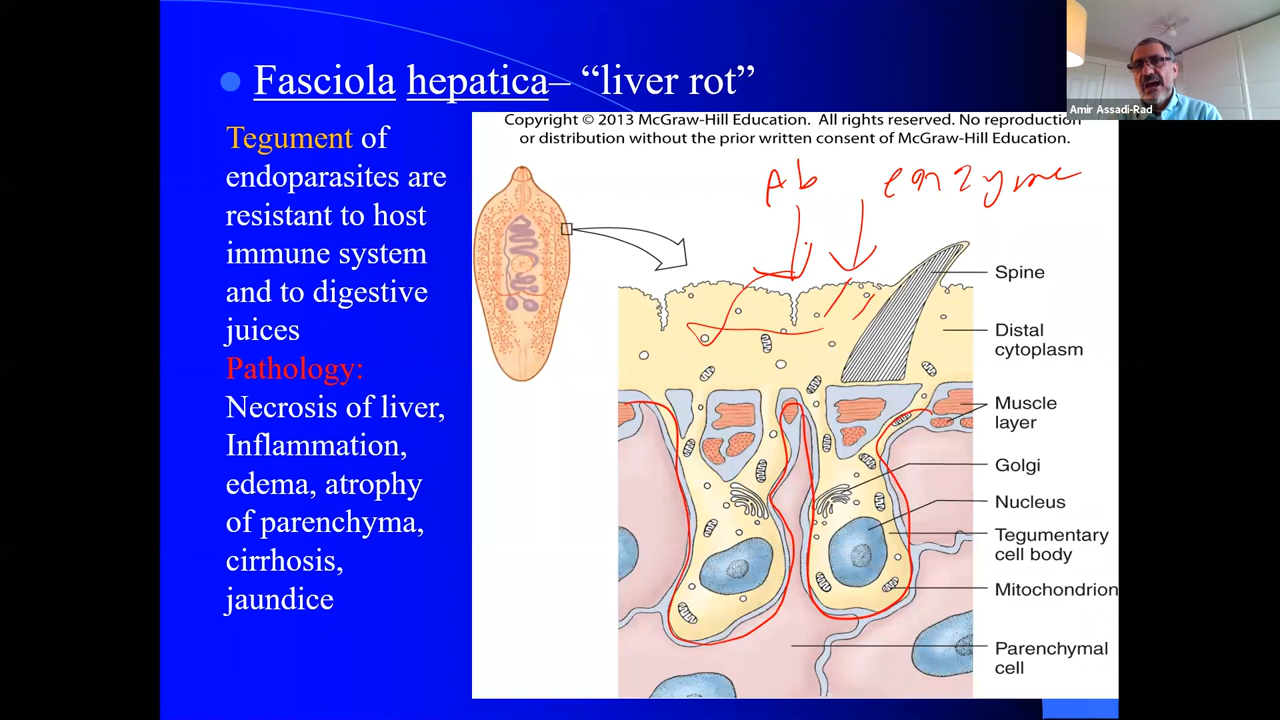 Fasciola hepatica– “liver rot”
Amir Assadi-Rad
Tegument of
endoparasites are
resistant to host
immune system
and to digestive
juices
Pathology:
Necrosis of liver,
Inflammation,
edema, atrophy
of parenchyma,
cirrhosis,
jaundice
Copyright © 2013 McGraw-Hill Education. All rights reserved. No reproduction
or distribution without the prior written consent of McGraw-Hill Education.
Ab enzyme
Spine
Distal
cytoplasm
Muscle
layer
Golgi
Nucleus
Tegumentary
cell body
Mitochondrion
Parenchymal
cell